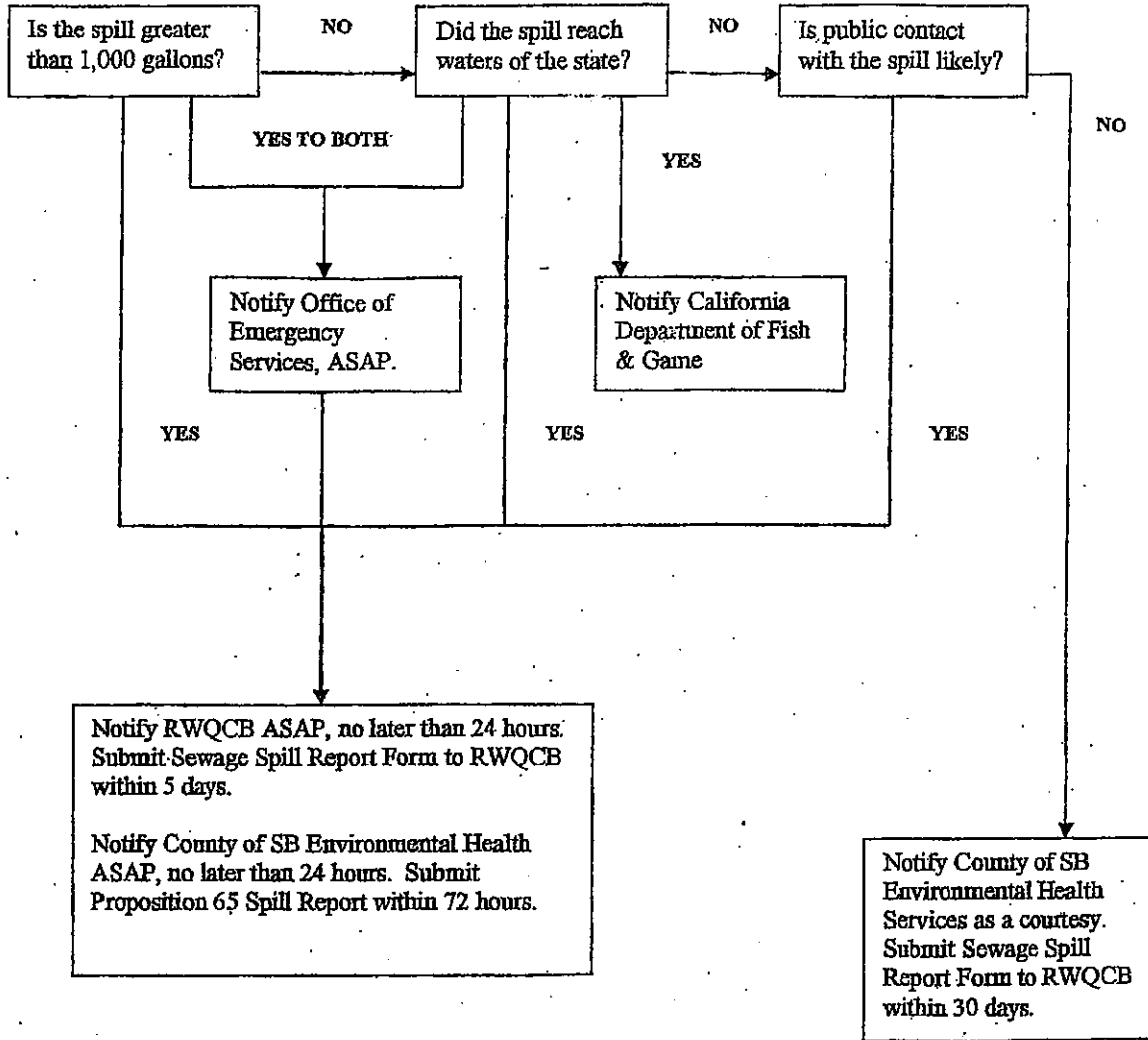 Is the spill greater
than 1,000 gallons?
NO
Did the spill reach
waters of the state?
NO
Is public contact
with the spill likely?
NO
YES TO BOTH
YES
Notify Office of
Emergency
Services, ASAP.
Notify California
Department of Fish
& Game
YES
YES
YES
Notify RWQCB ASAP, no later than 24 hours.
Submit Sewage Spill Report Form to RWQCB
within 5 days.
Notify County of SB Environmental Health
ASAP, no later than 24 hours. Submit
Proposition 65 Spill Report within 72 hours.
Notify County of SB
Environmental Health
Services as a courtesy.
Submit Sewage Spill
Report Form to RWQCB
within 30 days.